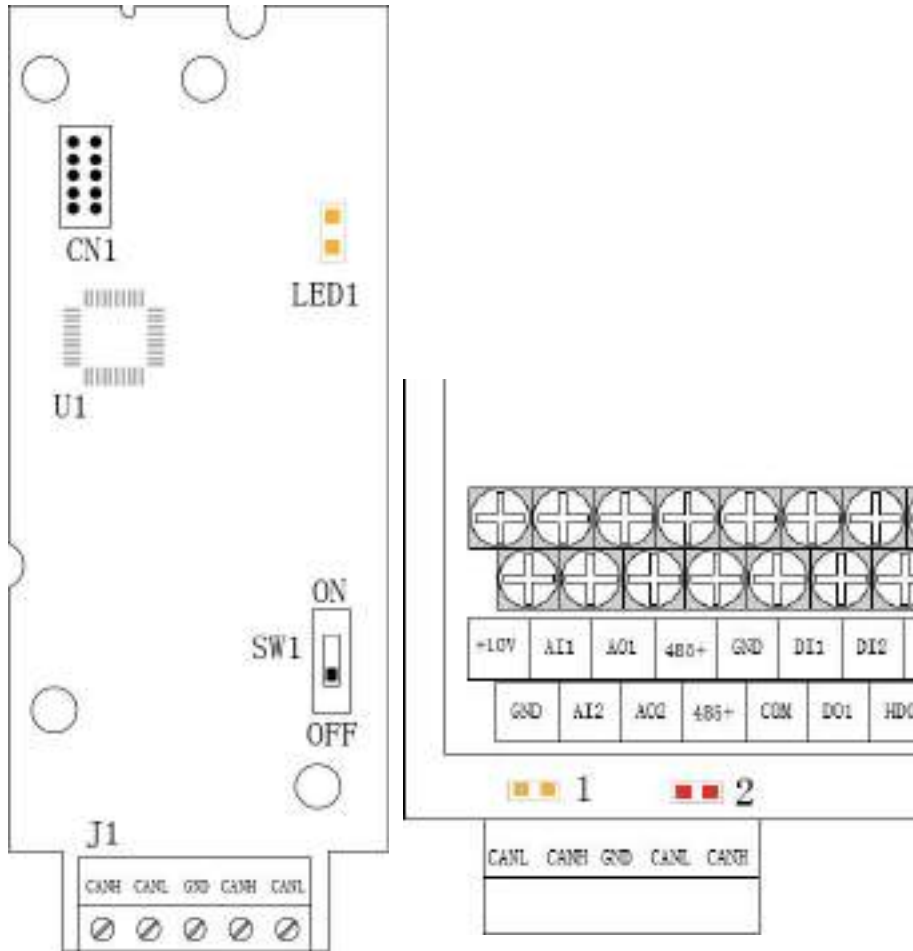 CN1
LED1
U1
ON
SW1
OFF
J1
CANH CANL GND CANH CANL
+10V AI1 AO1 485+ GND DI1 DI2
GND AI2 AO2 485+ COM DO1
1 2
CANL CANH GND CANL CANH